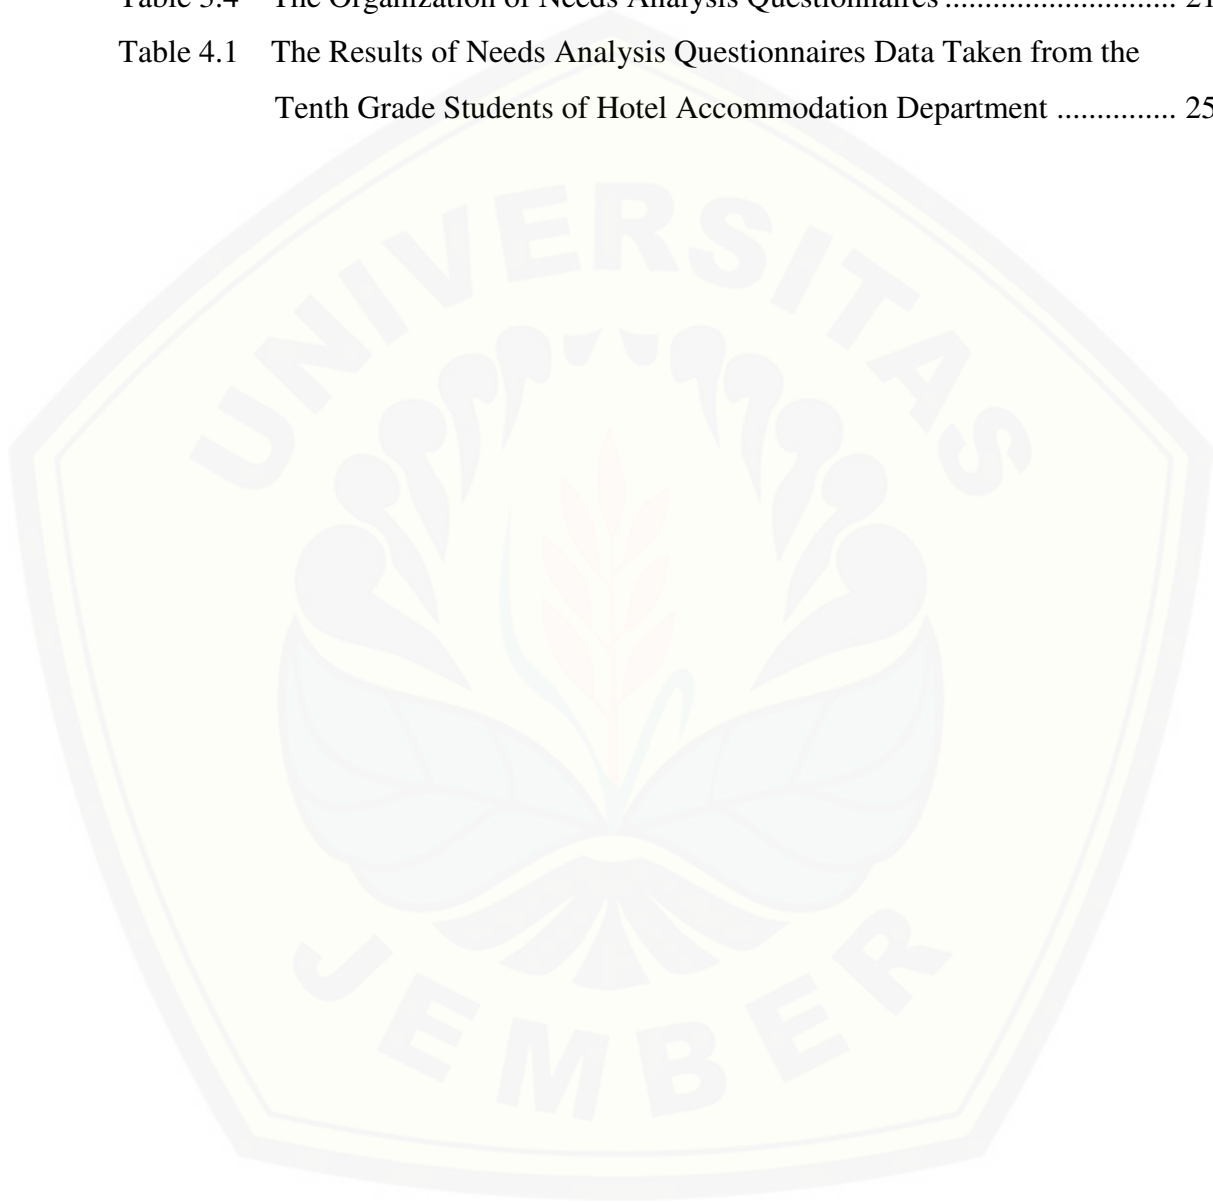 Table 3.4 The Organization of Needs Analysis Questionnaires ............................. 21
Table 4.1 The Results of Needs Analysis Questionnaires Data Taken from the
Tenth Grade Students of Hotel Accommodation Department ............... 25
UNIVERSITAS
JEMBER